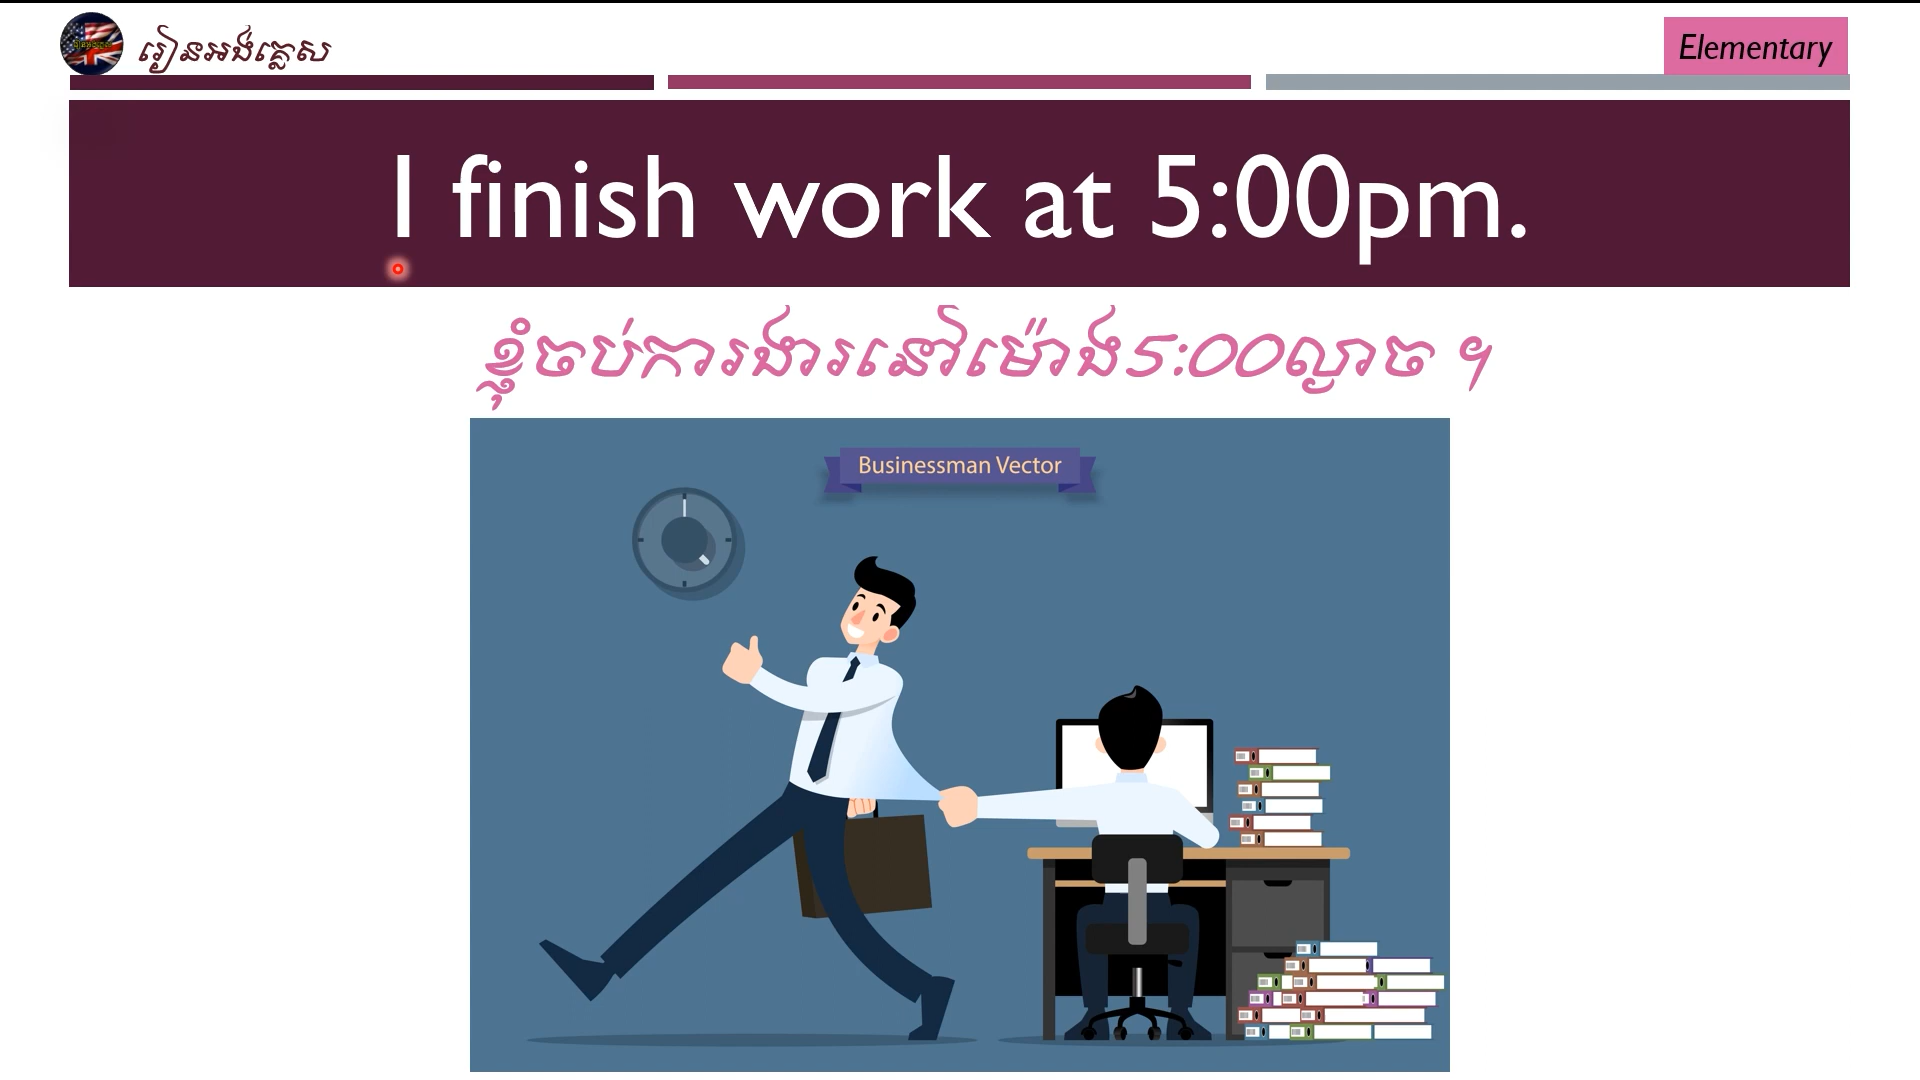 រៀនអង់គ្លេស
Elementary
I finish work at 5:00pm.
ខ្ញុំចប់ការងារនៅម៉ោង5:00ល្ងាច ។
Businessman Vector